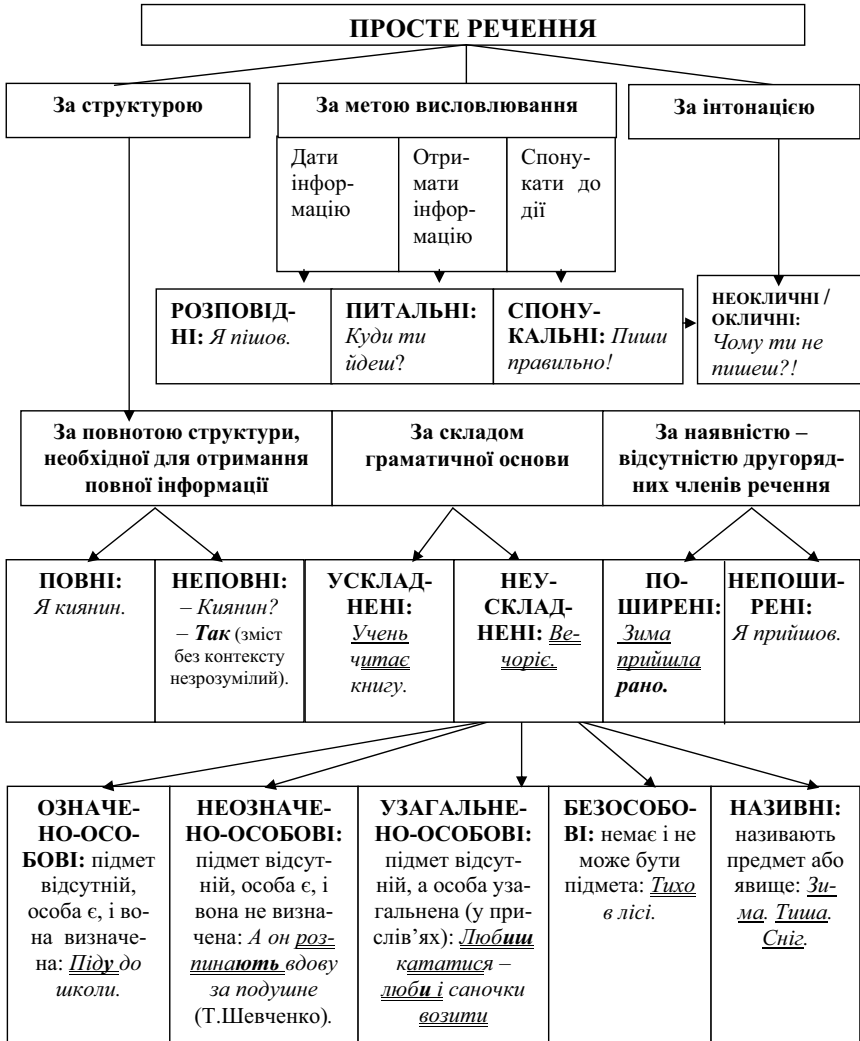 ПРОСТЕ РЕЧЕННЯ
За структурою
За метою висловлювання
За інтонацією
Дати
інфор-
мацію
Отри-
мати
інфор-
мацію
Спону-
кати до
дії
РОЗПОВІД-
НІ: Я пішов.
ПИТАЛЬНІ:
Куди ти
йдеш?
СПОНУ-
КАЛЬНІ: Пиши
правильно!
НЕОКЛИЧНІ /
ОКЛИЧНІ:
Чому ти не
пишеш?!
За повнотою структури,
необхідної для отримання
повної інформації
За складом
граматичної основи
За наявністю –
відсутністю другоряд-
них членів речення
ПОВНІ:
Я киянин.
НЕПОВНІ:
– Киянин?
– Так (зміст
без контексту
незрозумілий).
УСКЛАД-
НЕНІ:
Учень
читає
книгу.
НЕУ-
СКЛАД-
НЕНІ: Ве-
чоріє.
ПО-
ШИРЕНІ:
Зима
прийшла
рано.
НЕПОШИ-
РЕНІ:
Я прийшов.
ОЗНАЧЕ-
НО-ОСО-
БОВІ: підмет
відсутній,
особа є, і во-
на визначе-
на: Піду до
школи.
НЕОЗНАЧЕ-
НО-ОСОБОВІ:
підмет відсут-
ній, особа є, і
вона не визна-
чена: А он роз-
пинають вдову
за подушне
(Т.Шевченко).
УЗАГАЛЬНЕ-
НО-ОСОБОВІ:
підмет відсут-
ній, а особа уза-
гальнена (у при-
слів’ях): Любиш
кататися –
люби і саночки
возити
БЕЗОСОБО-
ВІ: немає і не
може бути
підмета: Тихо
в лісі.
НАЗИВНІ:
називають
предмет або
явище: Зи-
ма. Тиша.
Сніг.